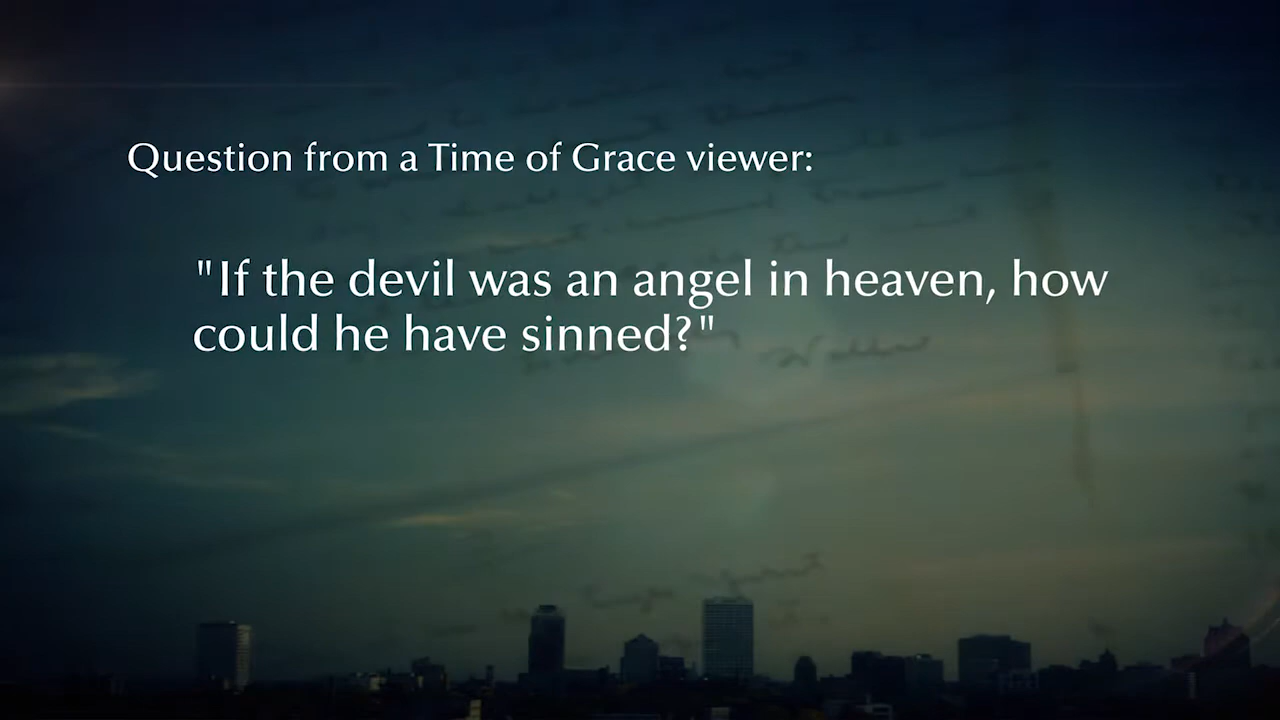 Question from a Time of Grace viewer:
"If the devil was an angel in heaven, how
could he have sinned?"